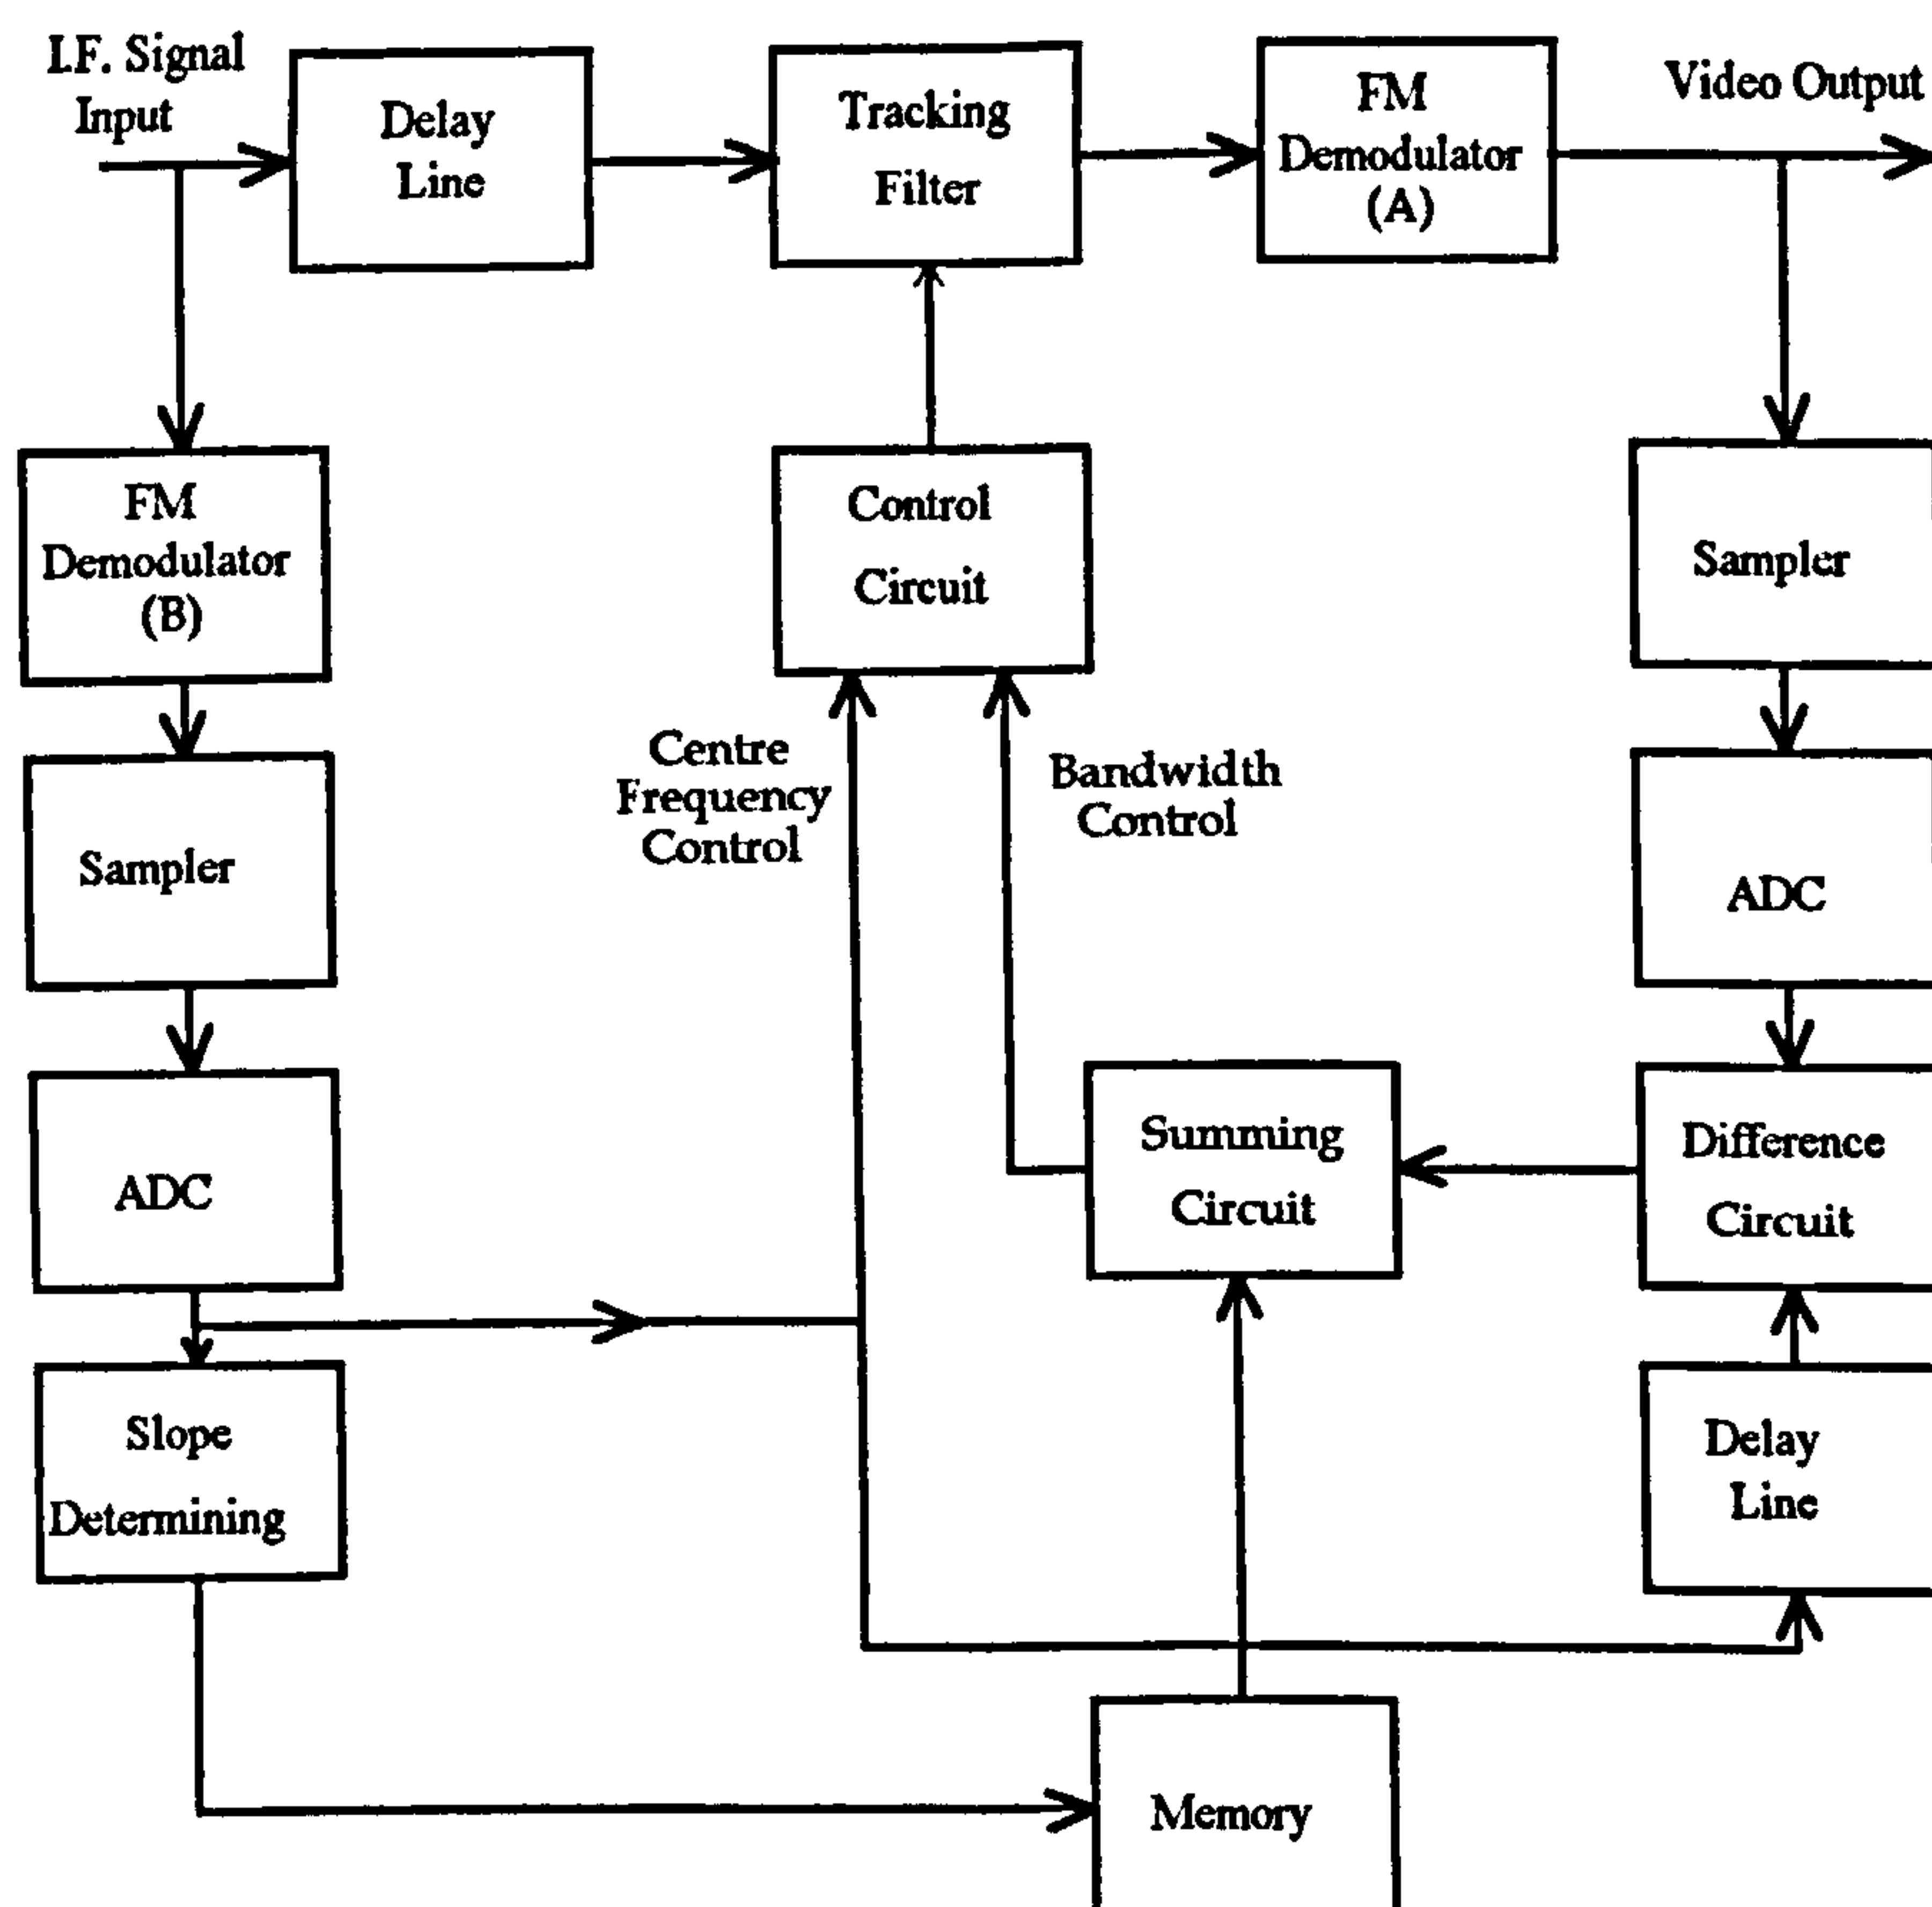 I.F. Signal
Input
Delay
Line
Tracking
Filter
FM
Demodulator
(A)
Video Output
FM
Demodulator
(B)
Control
Circuit
Sampler
Centre
Frequency
Control
Bandwidth
Control
Sampler
ADC
ADC
Summing
Circuit
Difference
Circuit
Slope
Determining
Delay
Line
Memory